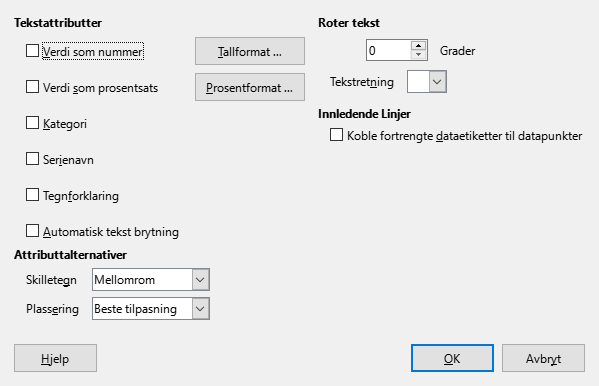 Tekstattributter
Verdi som nummer
Tallformat ...
Verdi som prosentsats
Prosentformat ...
Kategori
Serienavn
Tegnforklaring
Automatisk tekst brytning
Attributtalternativer
Skilletegn Mellomrom
Plassering Beste tilpasning
Roter tekst
0 Grader
Tekstretning
Innledende Linjer
Koble fortrengte dataetiketter til datapunkter
Hjelp
OK
Avbryt